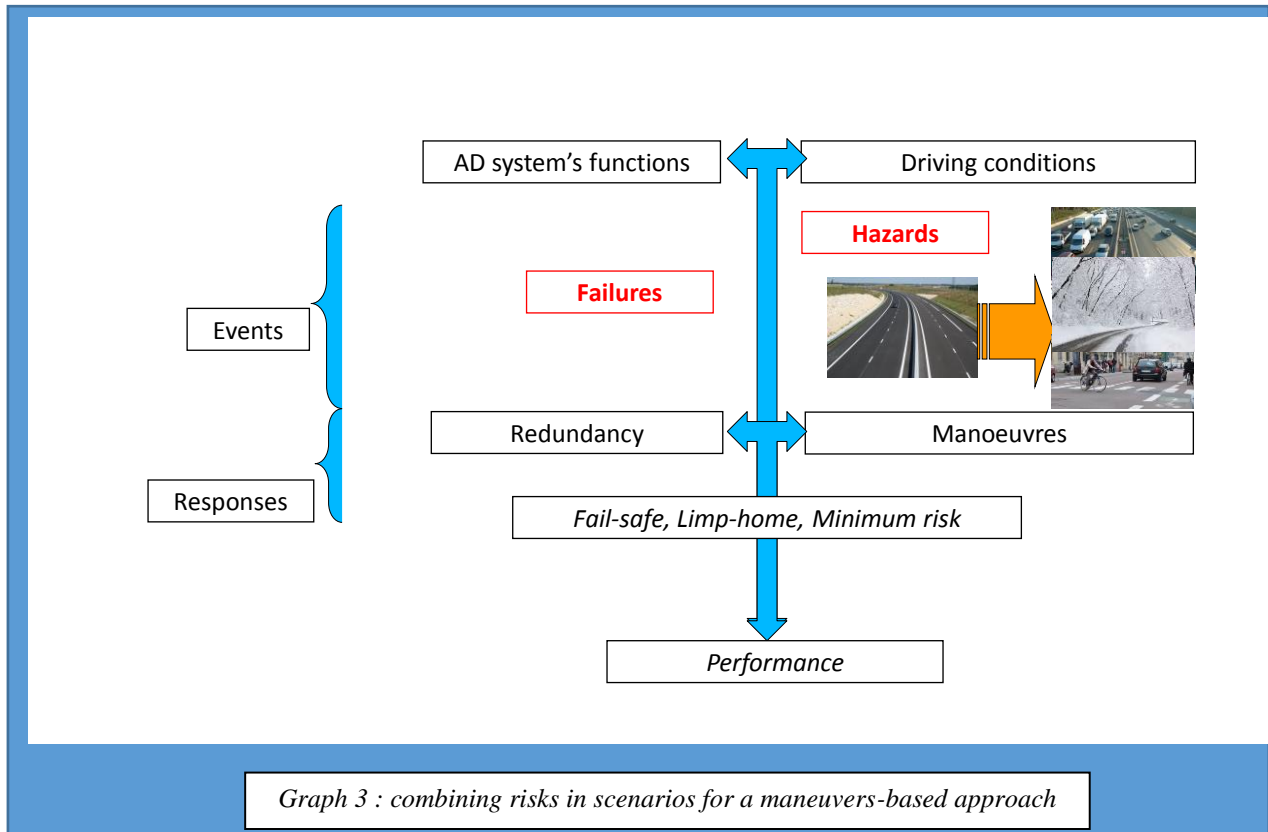 AD system’s functions
Driving conditions
Hazards
Failures
Events
Redundancy
Manoeuvres
Responses
Fail-safe, Limp-home, Minimum risk
Performance
Graph 3 : combining risks in scenarios for a maneuvers-based approach